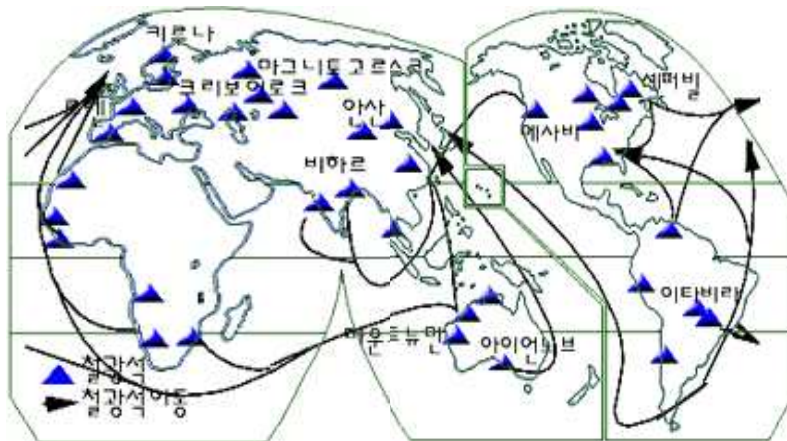 키루나
마그니토고르스크
크리보이로크
안산
비하르
세퍼빌
메사비
이타비라
마운트뉴먼
아이언노브
철광석
철광석 이동